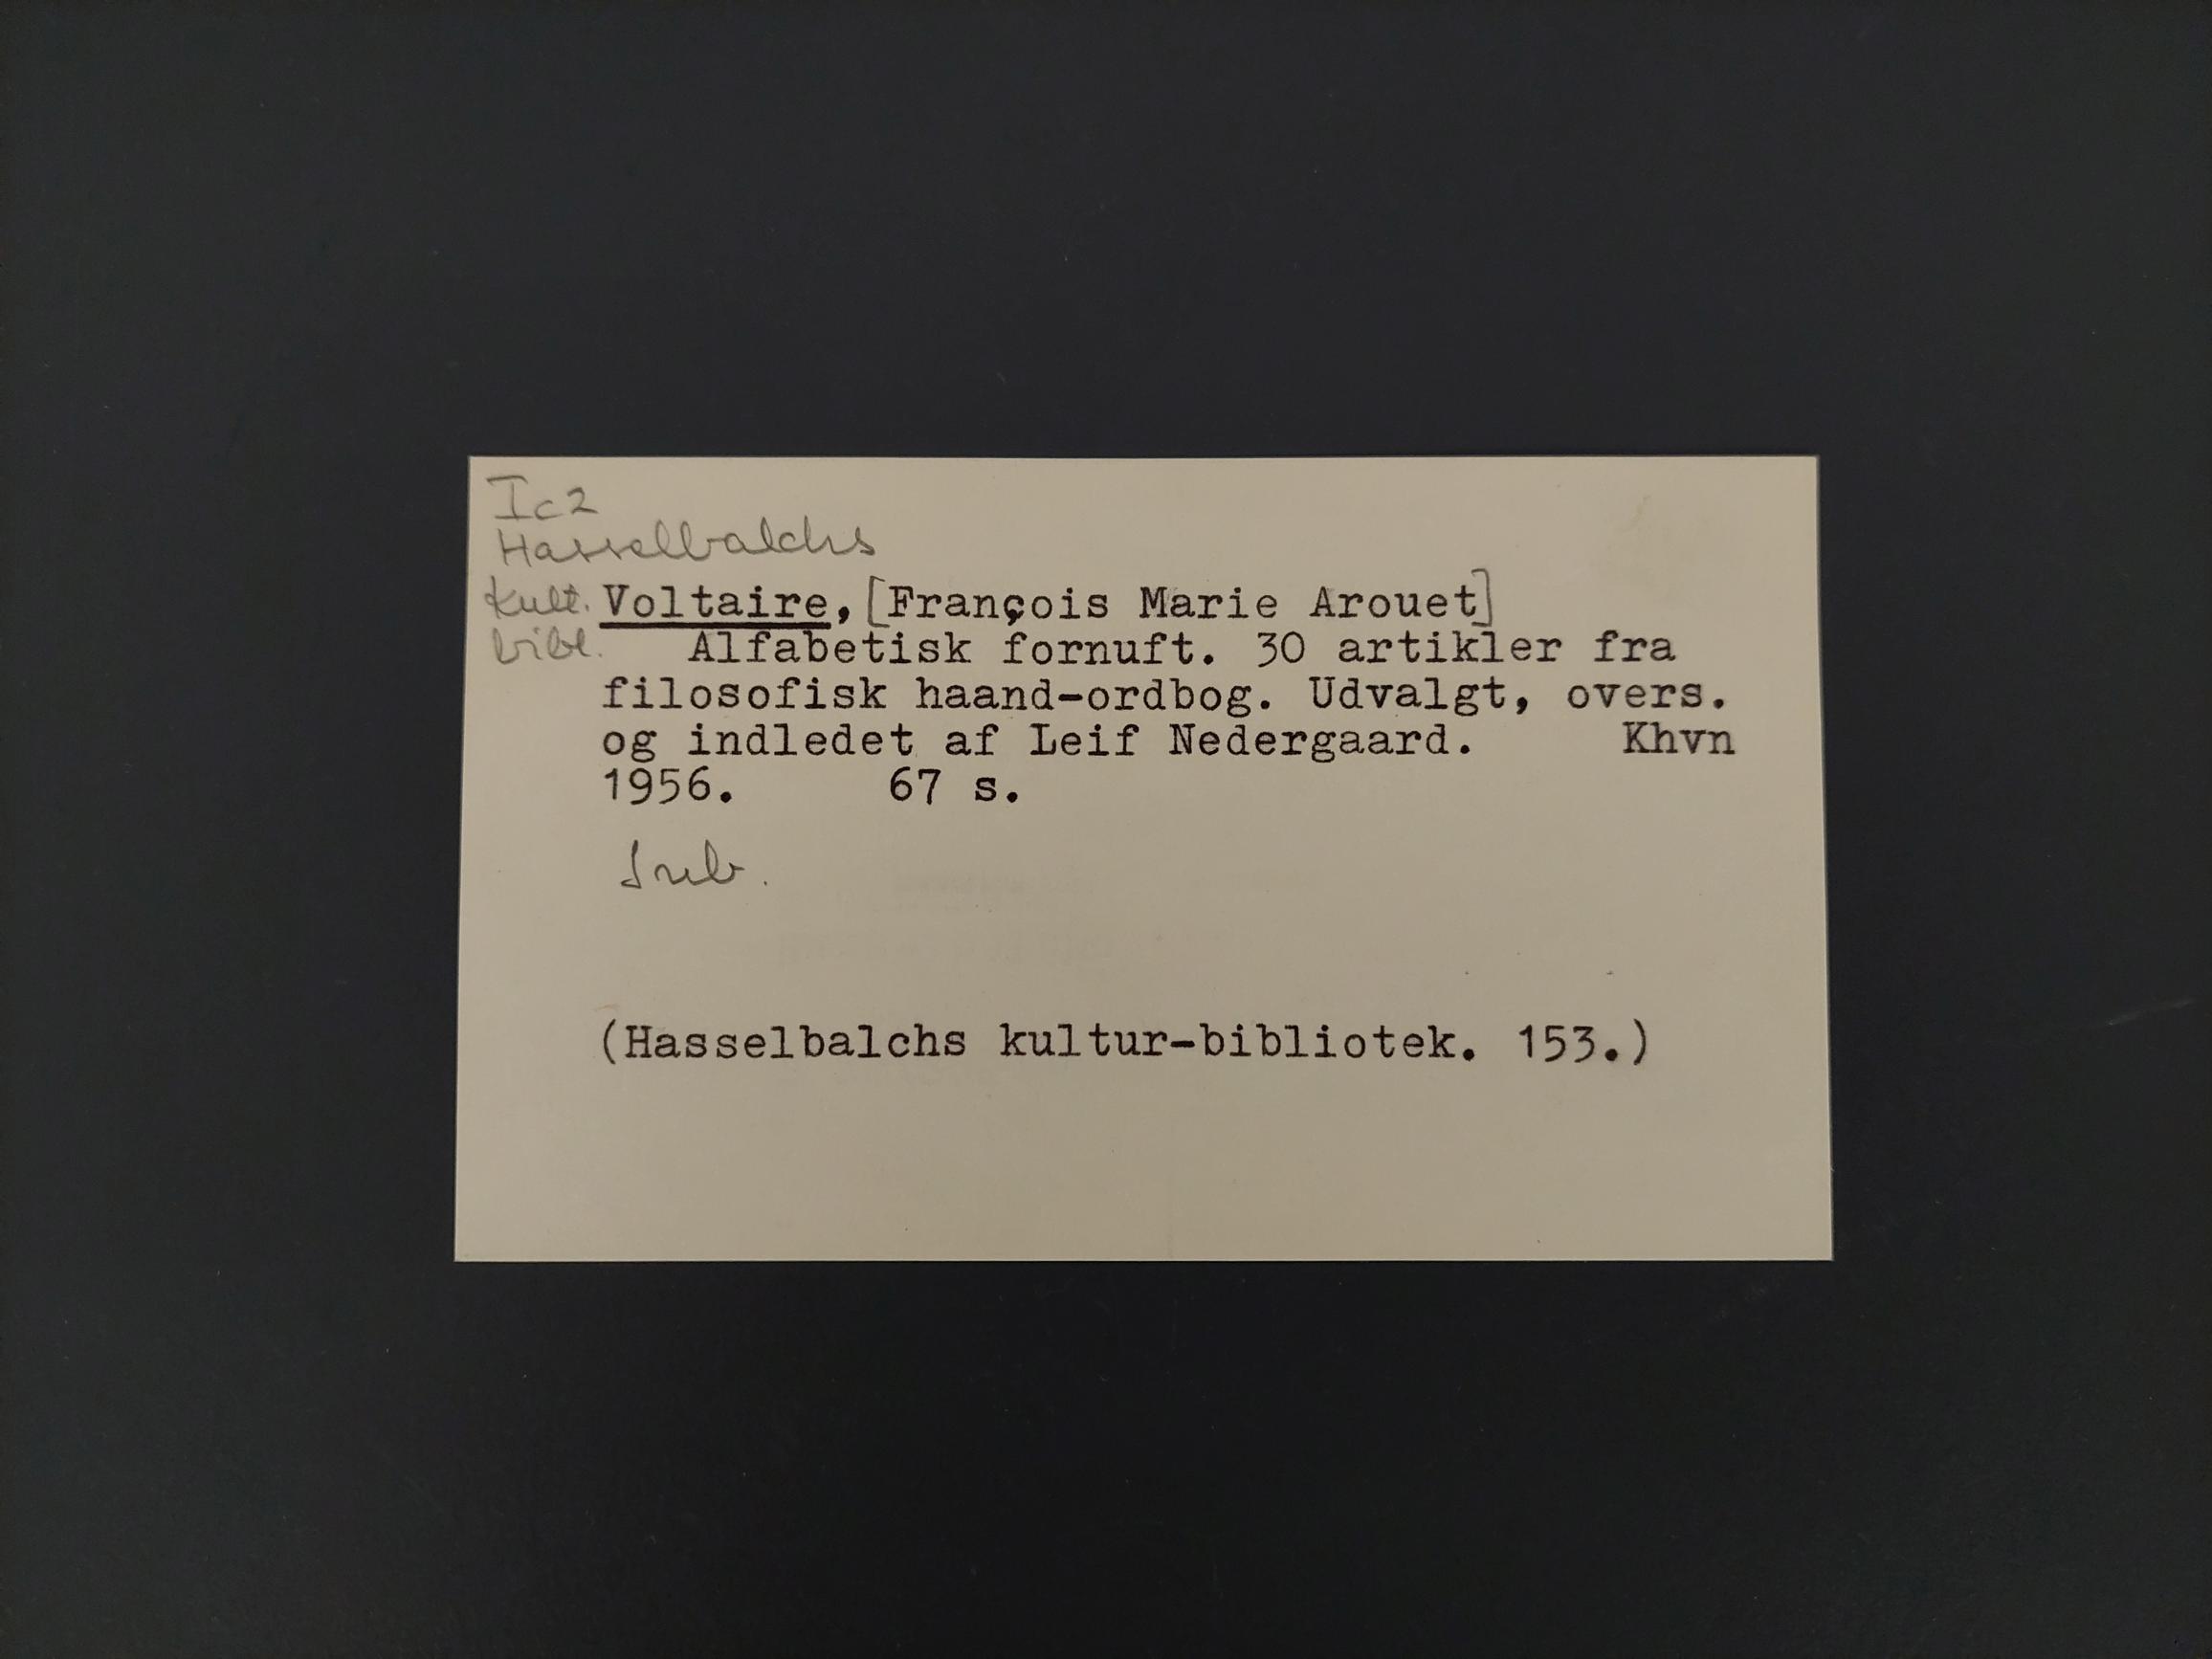 Ic2
Hasselbalchs
Kult. Voltaire, [François Marie Arouet]
bibl. Alfabetisk fornuft. 30 artikler fra
filosofisk haand-ordbog. Udvalgt, overs.
og indledet af Leif Nedergaard. Khvn
1956. 67 s.
(Hasselbalchs kultur-bibliotek. 153.)